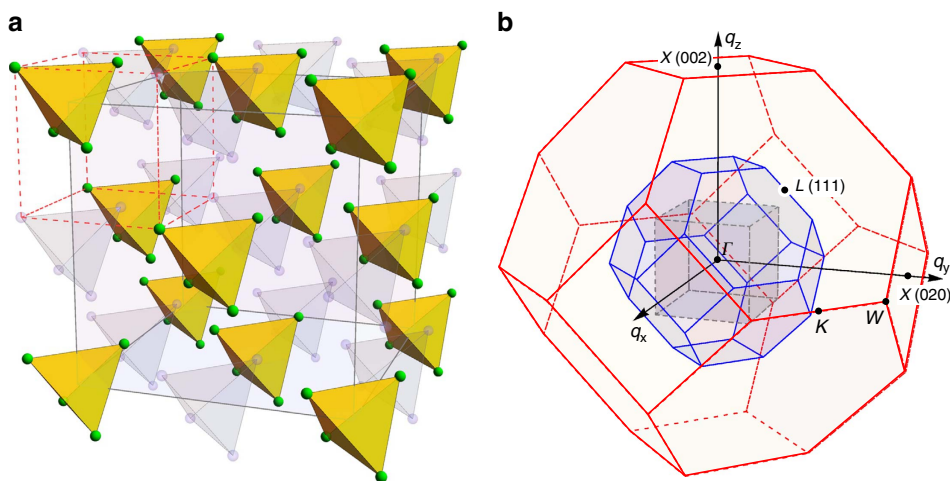 a
b
q_z
X (002)
L (111)
Γ
q_y
X (020)
q_x
K
W